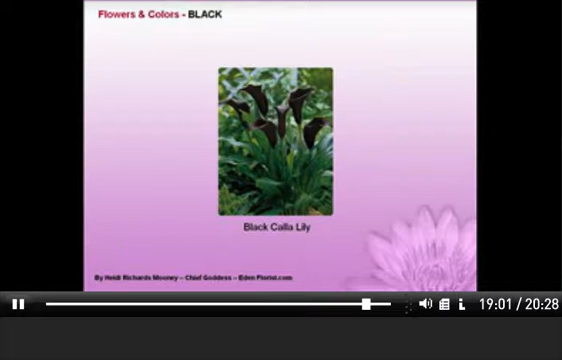 Flowers & Colors - BLACK
Black Calla Lily
By Heidi Richards Mooney – Chief Goddess – Eden Florist.com
19:01 / 20:28